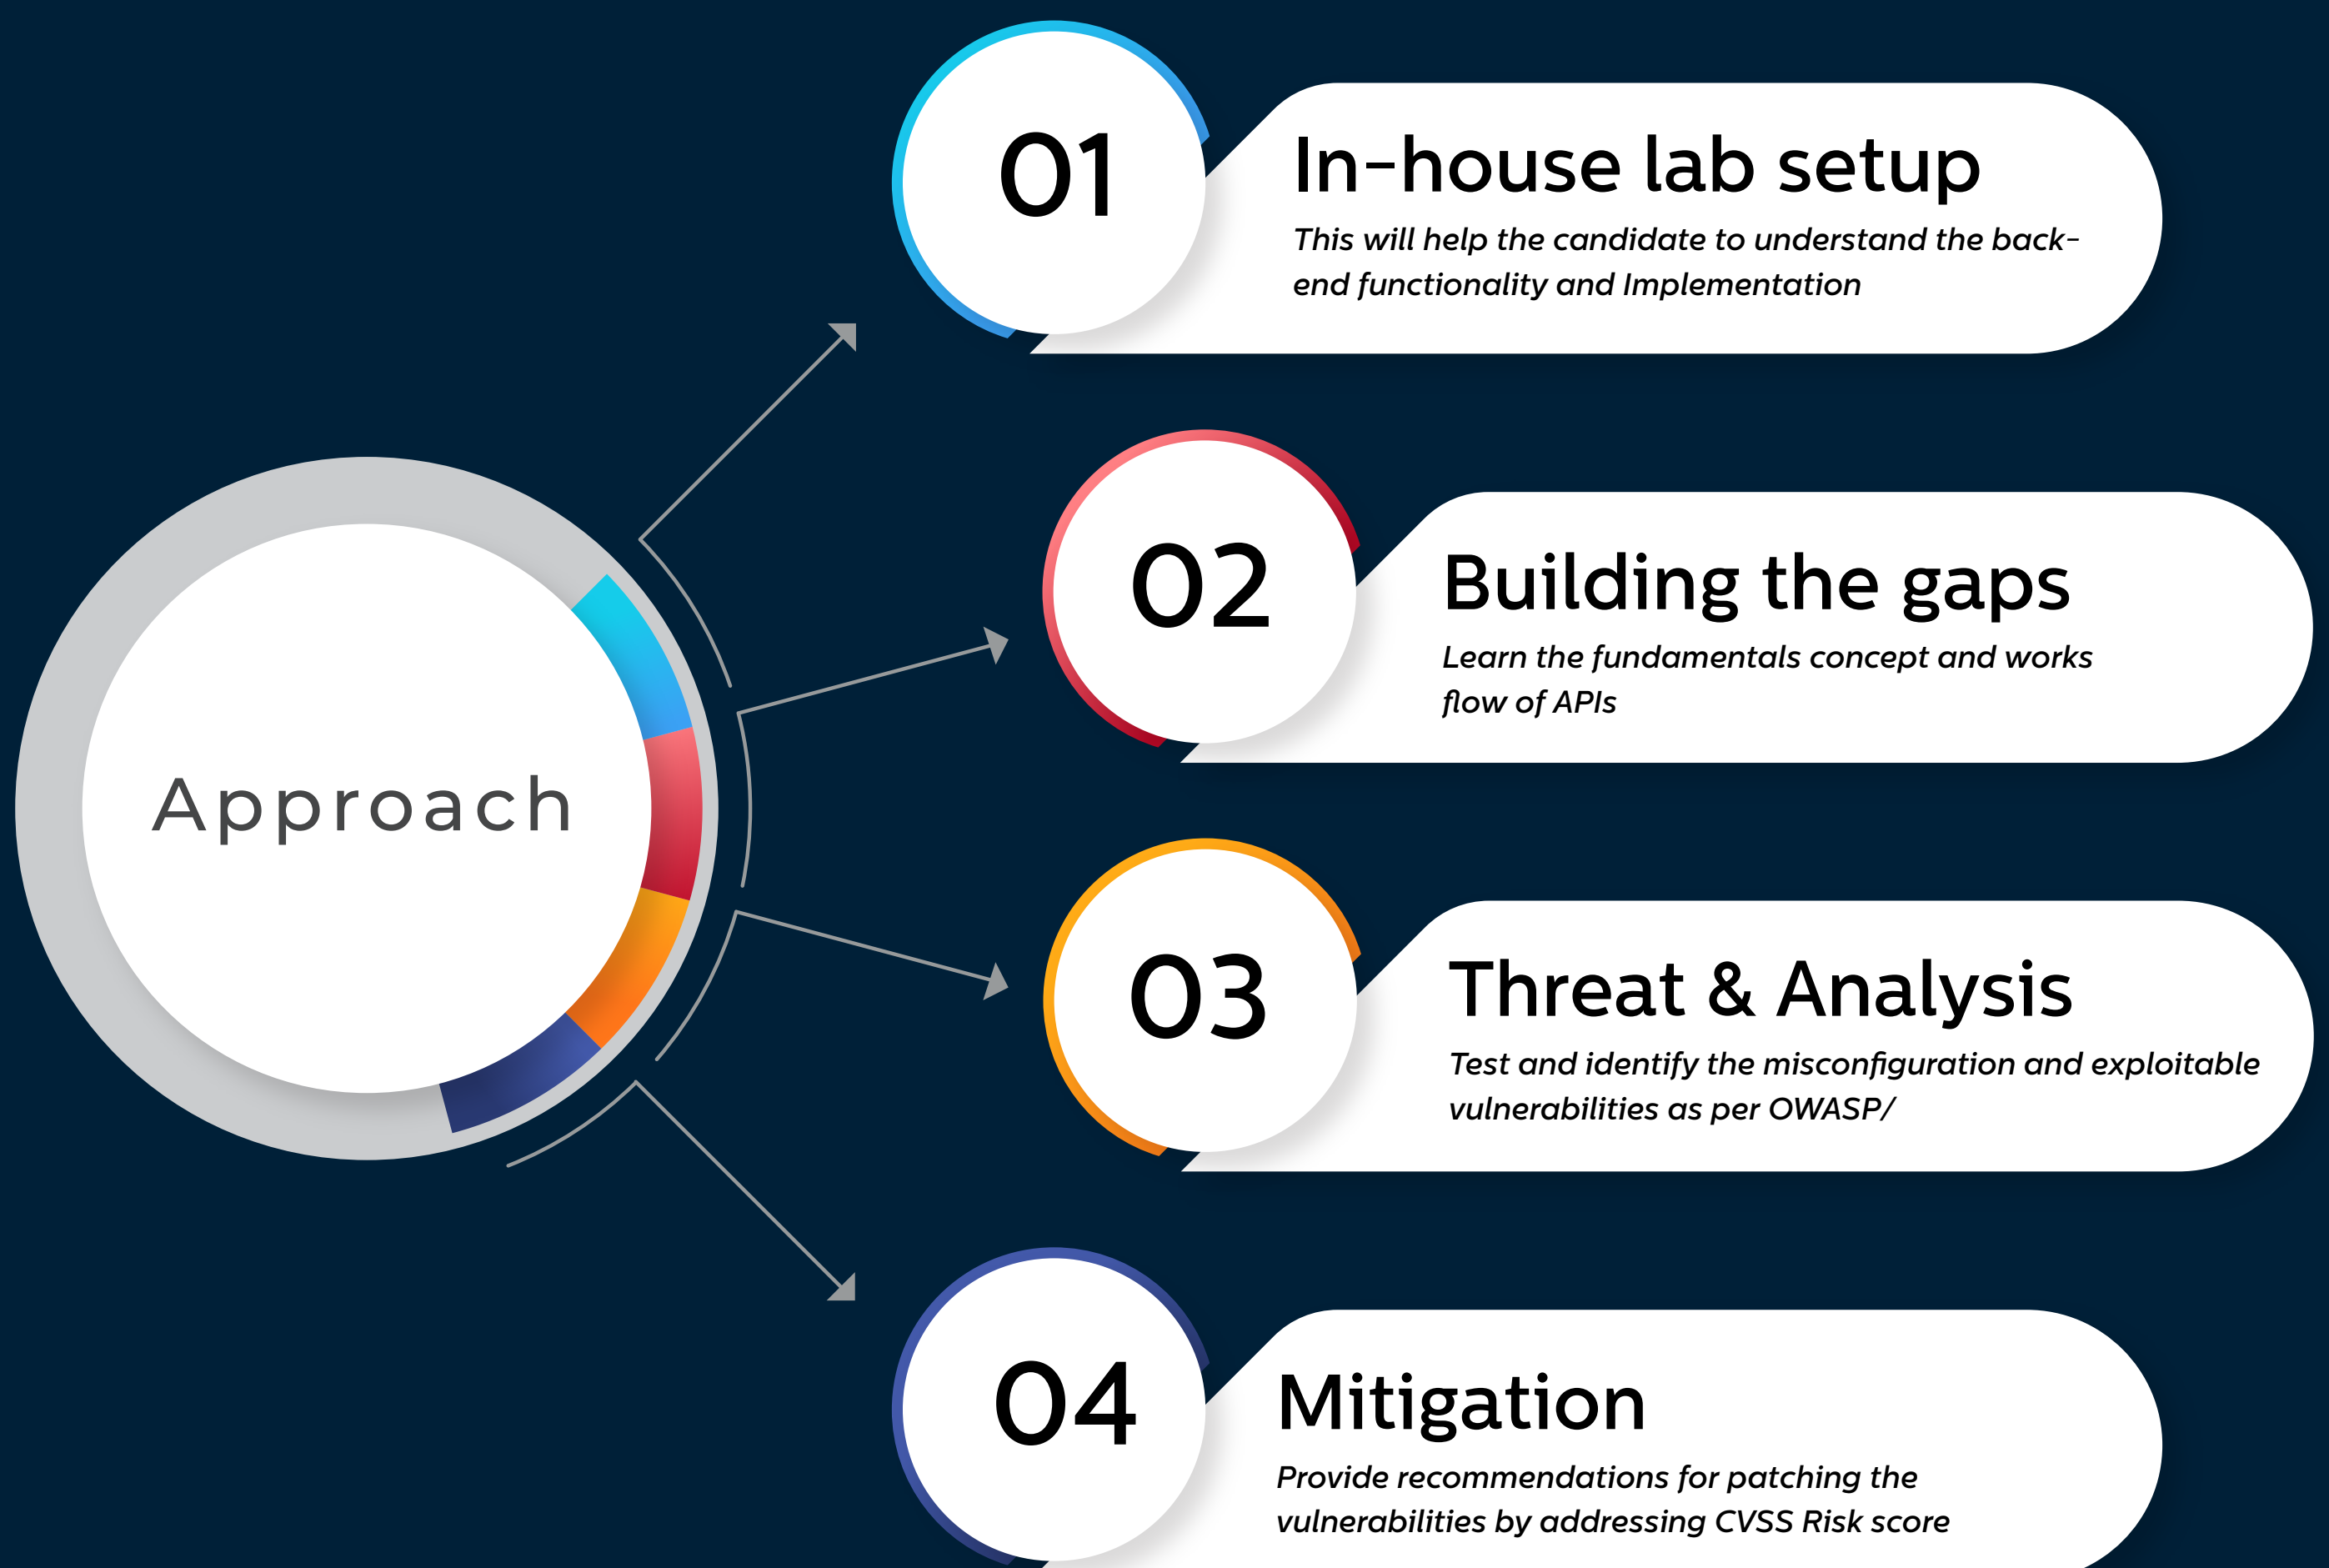 Approach
01
In-house lab setup
This will help the candidate to understand the back-
end functionality and Implementation
02
Building the gaps
Learn the fundamentals concept and works
flow of APIs
03
Threat & Analysis
Test and identify the misconfiguration and exploitable
vulnerabilities as per OWASP/
04
Mitigation
Provide recommendations for patching the
vulnerabilities by addressing CVSS Risk score